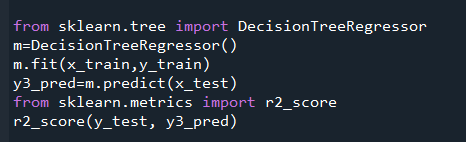 from sklearn.tree import DecisionTreeRegressor
m=DecisionTreeRegressor()
m.fit(x_train,y_train)
y3_pred=m.predict(x_test)
from sklearn.metrics import r2_score
r2_score(y_test, y3_pred)